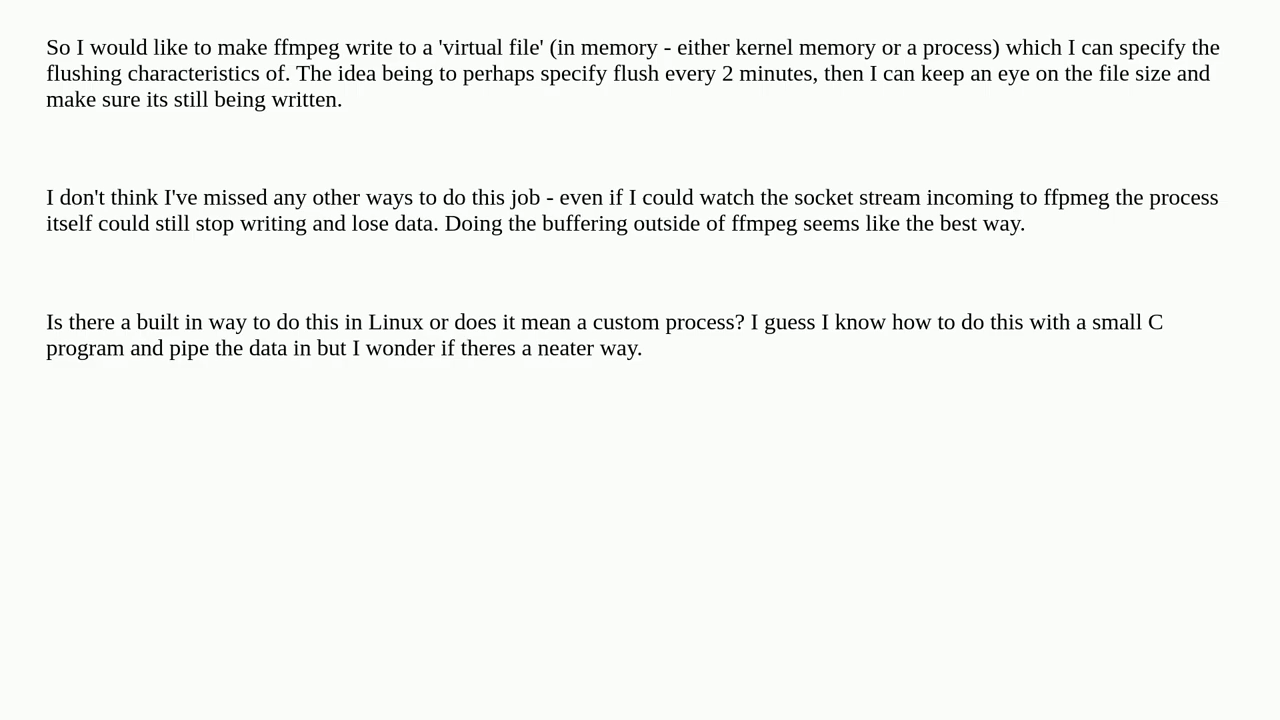 So I would like to make ffmpeg write to a 'virtual file' (in memory - either kernel memory or a process) which I can specify the
flushing characteristics of. The idea being to perhaps specify flush every 2 minutes, then I can keep an eye on the file size and
make sure its still being written.
I don't think I've missed any other ways to do this job - even if I could watch the socket stream incoming to ffpmeg the process
itself could still stop writing and lose data. Doing the buffering outside of ffmpeg seems like the best way.
Is there a built in way to do this in Linux or does it mean a custom process? I guess I know how to do this with a small C
program and pipe the data in but I wonder if theres a neater way.